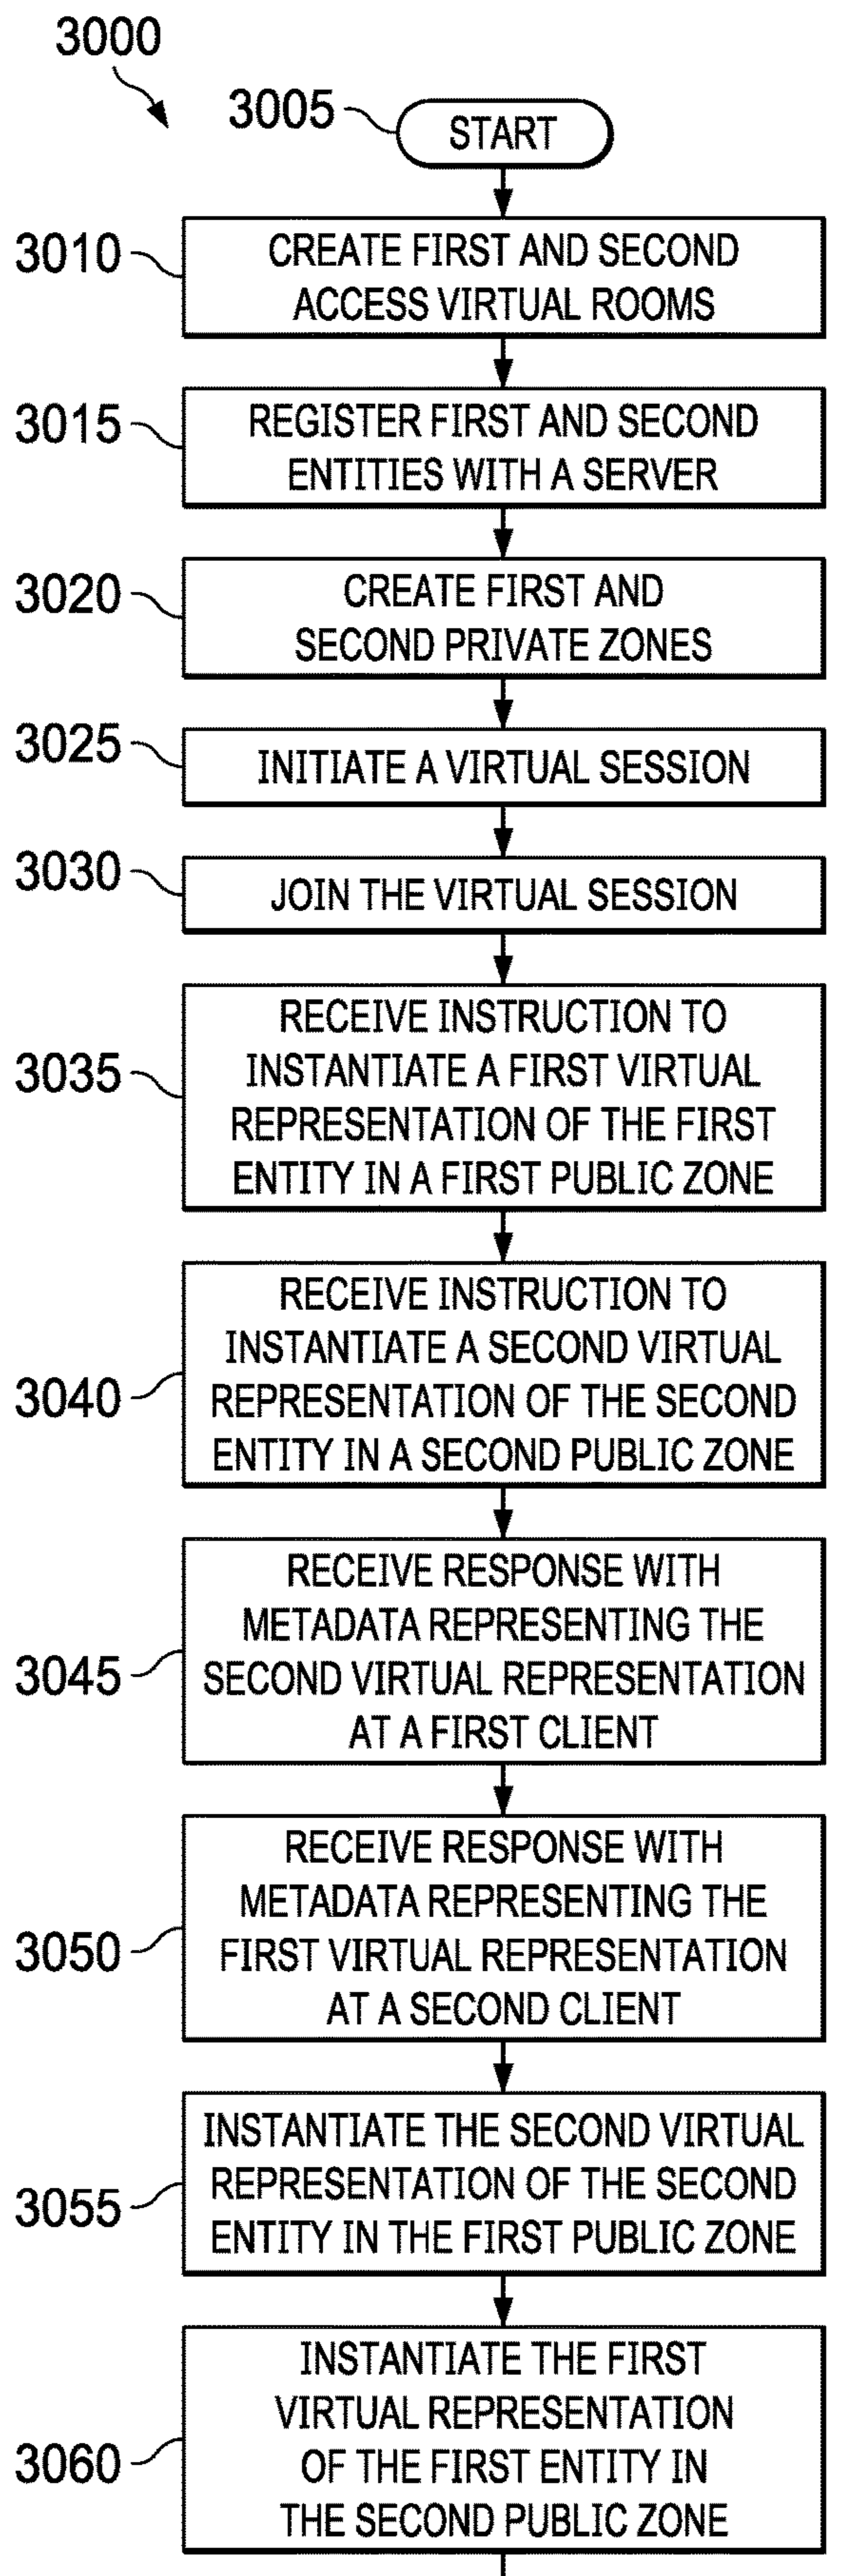 3000
3005
START
3010
CREATE FIRST AND SECOND
ACCESS VIRTUAL ROOMS
3015
REGISTER FIRST AND SECOND
ENTITIES WITH A SERVER
3020
CREATE FIRST AND
SECOND PRIVATE ZONES
3025
INITIATE A VIRTUAL SESSION
3030
JOIN THE VIRTUAL SESSION
3035
RECEIVE INSTRUCTION TO
INSTANTIATE A FIRST VIRTUAL
REPRESENTATION OF THE FIRST
ENTITY IN A FIRST PUBLIC ZONE
3040
RECEIVE INSTRUCTION TO
INSTANTIATE A SECOND VIRTUAL
REPRESENTATION OF THE SECOND
ENTITY IN A SECOND PUBLIC ZONE
3045
RECEIVE RESPONSE WITH
METADATA REPRESENTING THE
SECOND VIRTUAL REPRESENTATION
AT A FIRST CLIENT
3050
RECEIVE RESPONSE WITH
METADATA REPRESENTING THE
FIRST VIRTUAL REPRESENTATION
AT A SECOND CLIENT
3055
INSTANTIATE THE SECOND VIRTUAL
REPRESENTATION OF THE SECOND
ENTITY IN THE FIRST PUBLIC ZONE
3060
INSTANTIATE THE FIRST
VIRTUAL REPRESENTATION
OF THE FIRST ENTITY IN
THE SECOND PUBLIC ZONE